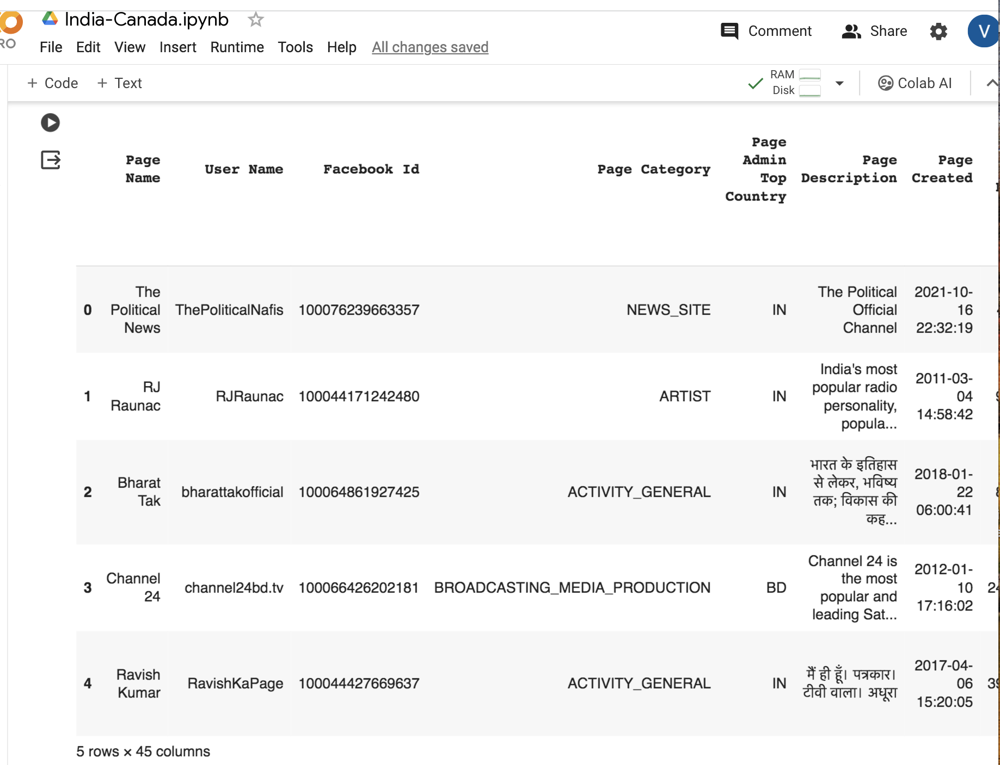 India-Canada.ipynb
RO
File Edit View Insert Runtime Tools Help All changes saved
Comment Share V
+ Code + Text
RAM
Disk
Colab AI
Page Name User Name Facebook Id Page Category Page Admin Top Country Page Description Page Created
0 The Political News ThePoliticalNafis 100076239663357 NEWS_SITE IN The Political Official Channel 2021-10-16 22:32:19
1 RJ Raunac RJRaunac 100044171242480 ARTIST IN India's most popular radio personality, popula... 2011-03-04 14:58:42
2 Bharat Tak bharattakofficial 100064861927425 ACTIVITY_GENERAL IN भारत के इतिहास से लेकर, भविष्य तक; विकास की कह... 2018-01-22 06:00:41
3 Channel 24 channel24bd.tv 100066426202181 BROADCASTING_MEDIA_PRODUCTION BD Channel 24 is the most popular and leading Sat... 2012-01-10 17:16:02
4 Ravish Kumar RavishKaPage 100044427669637 ACTIVITY_GENERAL IN मैं ही हूँ। पत्रकार। टीवी वाला। अधूरा 2017-04-06 15:20:05
5 rows × 45 columns